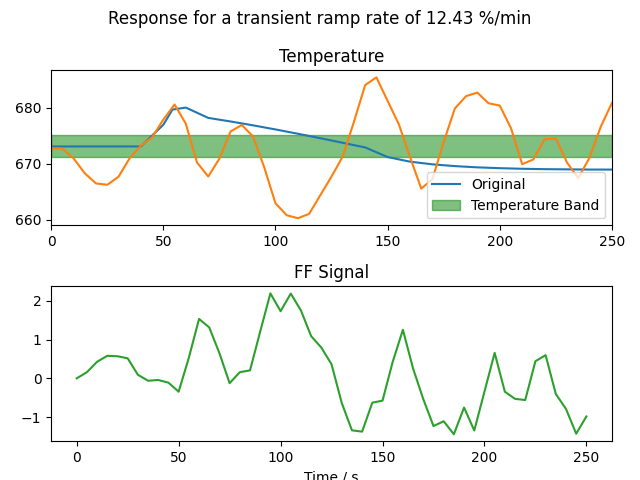 Response for a transient ramp rate of 12.43 %/min
Temperature
680
670
660
Original
Temperature Band
0 50 100 150 200 250
FF Signal
2
1
0
−1
0 50 100 150 200 250
Time / s